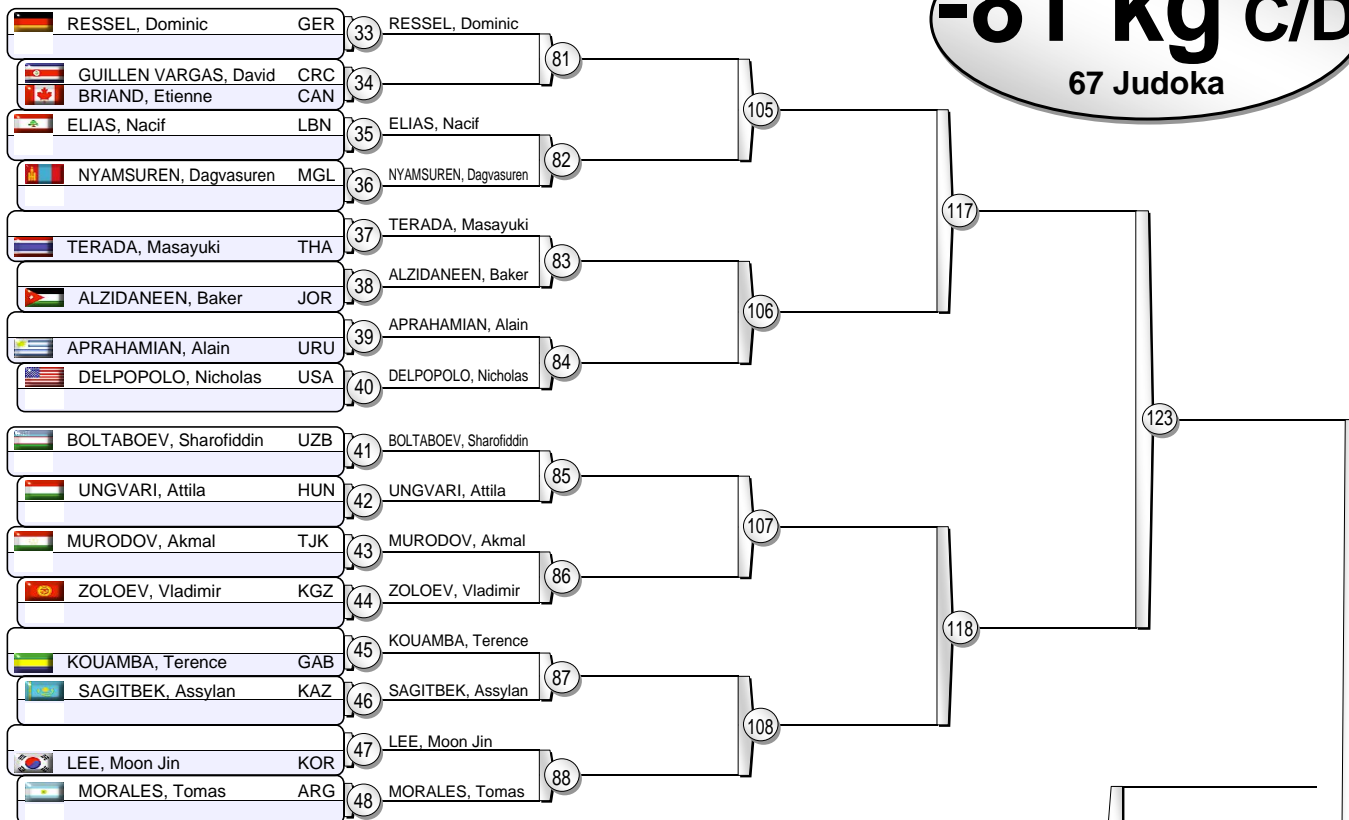 -81 kg C/D
67 Judoka
RESSEL, Dominic GER 33 RESSEL, Dominic
81
GUILLEN VARGAS, David CRC
34
BRIAND, Etienne CAN
105
ELIAS, Nacif LBN 35 ELIAS, Nacif
82
NYAMSUREN, Dagvasuren MGL 36 NYAMSUREN, Dagvasuren
117
37 TERADA, Masayuki
TERADA, Masayuki THA
83
38 ALZIDANEEN, Baker
ALZIDANEEN, Baker JOR
106
39 APRAHAMIAN, Alain
APRAHAMIAN, Alain URU
84
DELPOPOLO, Nicholas USA 40 DELPOPOLO, Nicholas
123
BOLTABOEV, Sharofiddin UZB 41 BOLTABOEV, Sharofiddin
85
UNGVARI, Attila HUN 42 UNGVARI, Attila
107
MURODOV, Akmal TJK 43 MURODOV, Akmal
86
ZOLOEV, Vladimir KGZ 44 ZOLOEV, Vladimir
118
45 KOUAMBA, Terence
KOUAMBA, Terence GAB
87
SAGITBEK, Assylan KAZ 46 SAGITBEK, Assylan
108
47 LEE, Moon Jin
LEE, Moon Jin KOR
88
MORALES, Tomas ARG 48 MORALES, Tomas